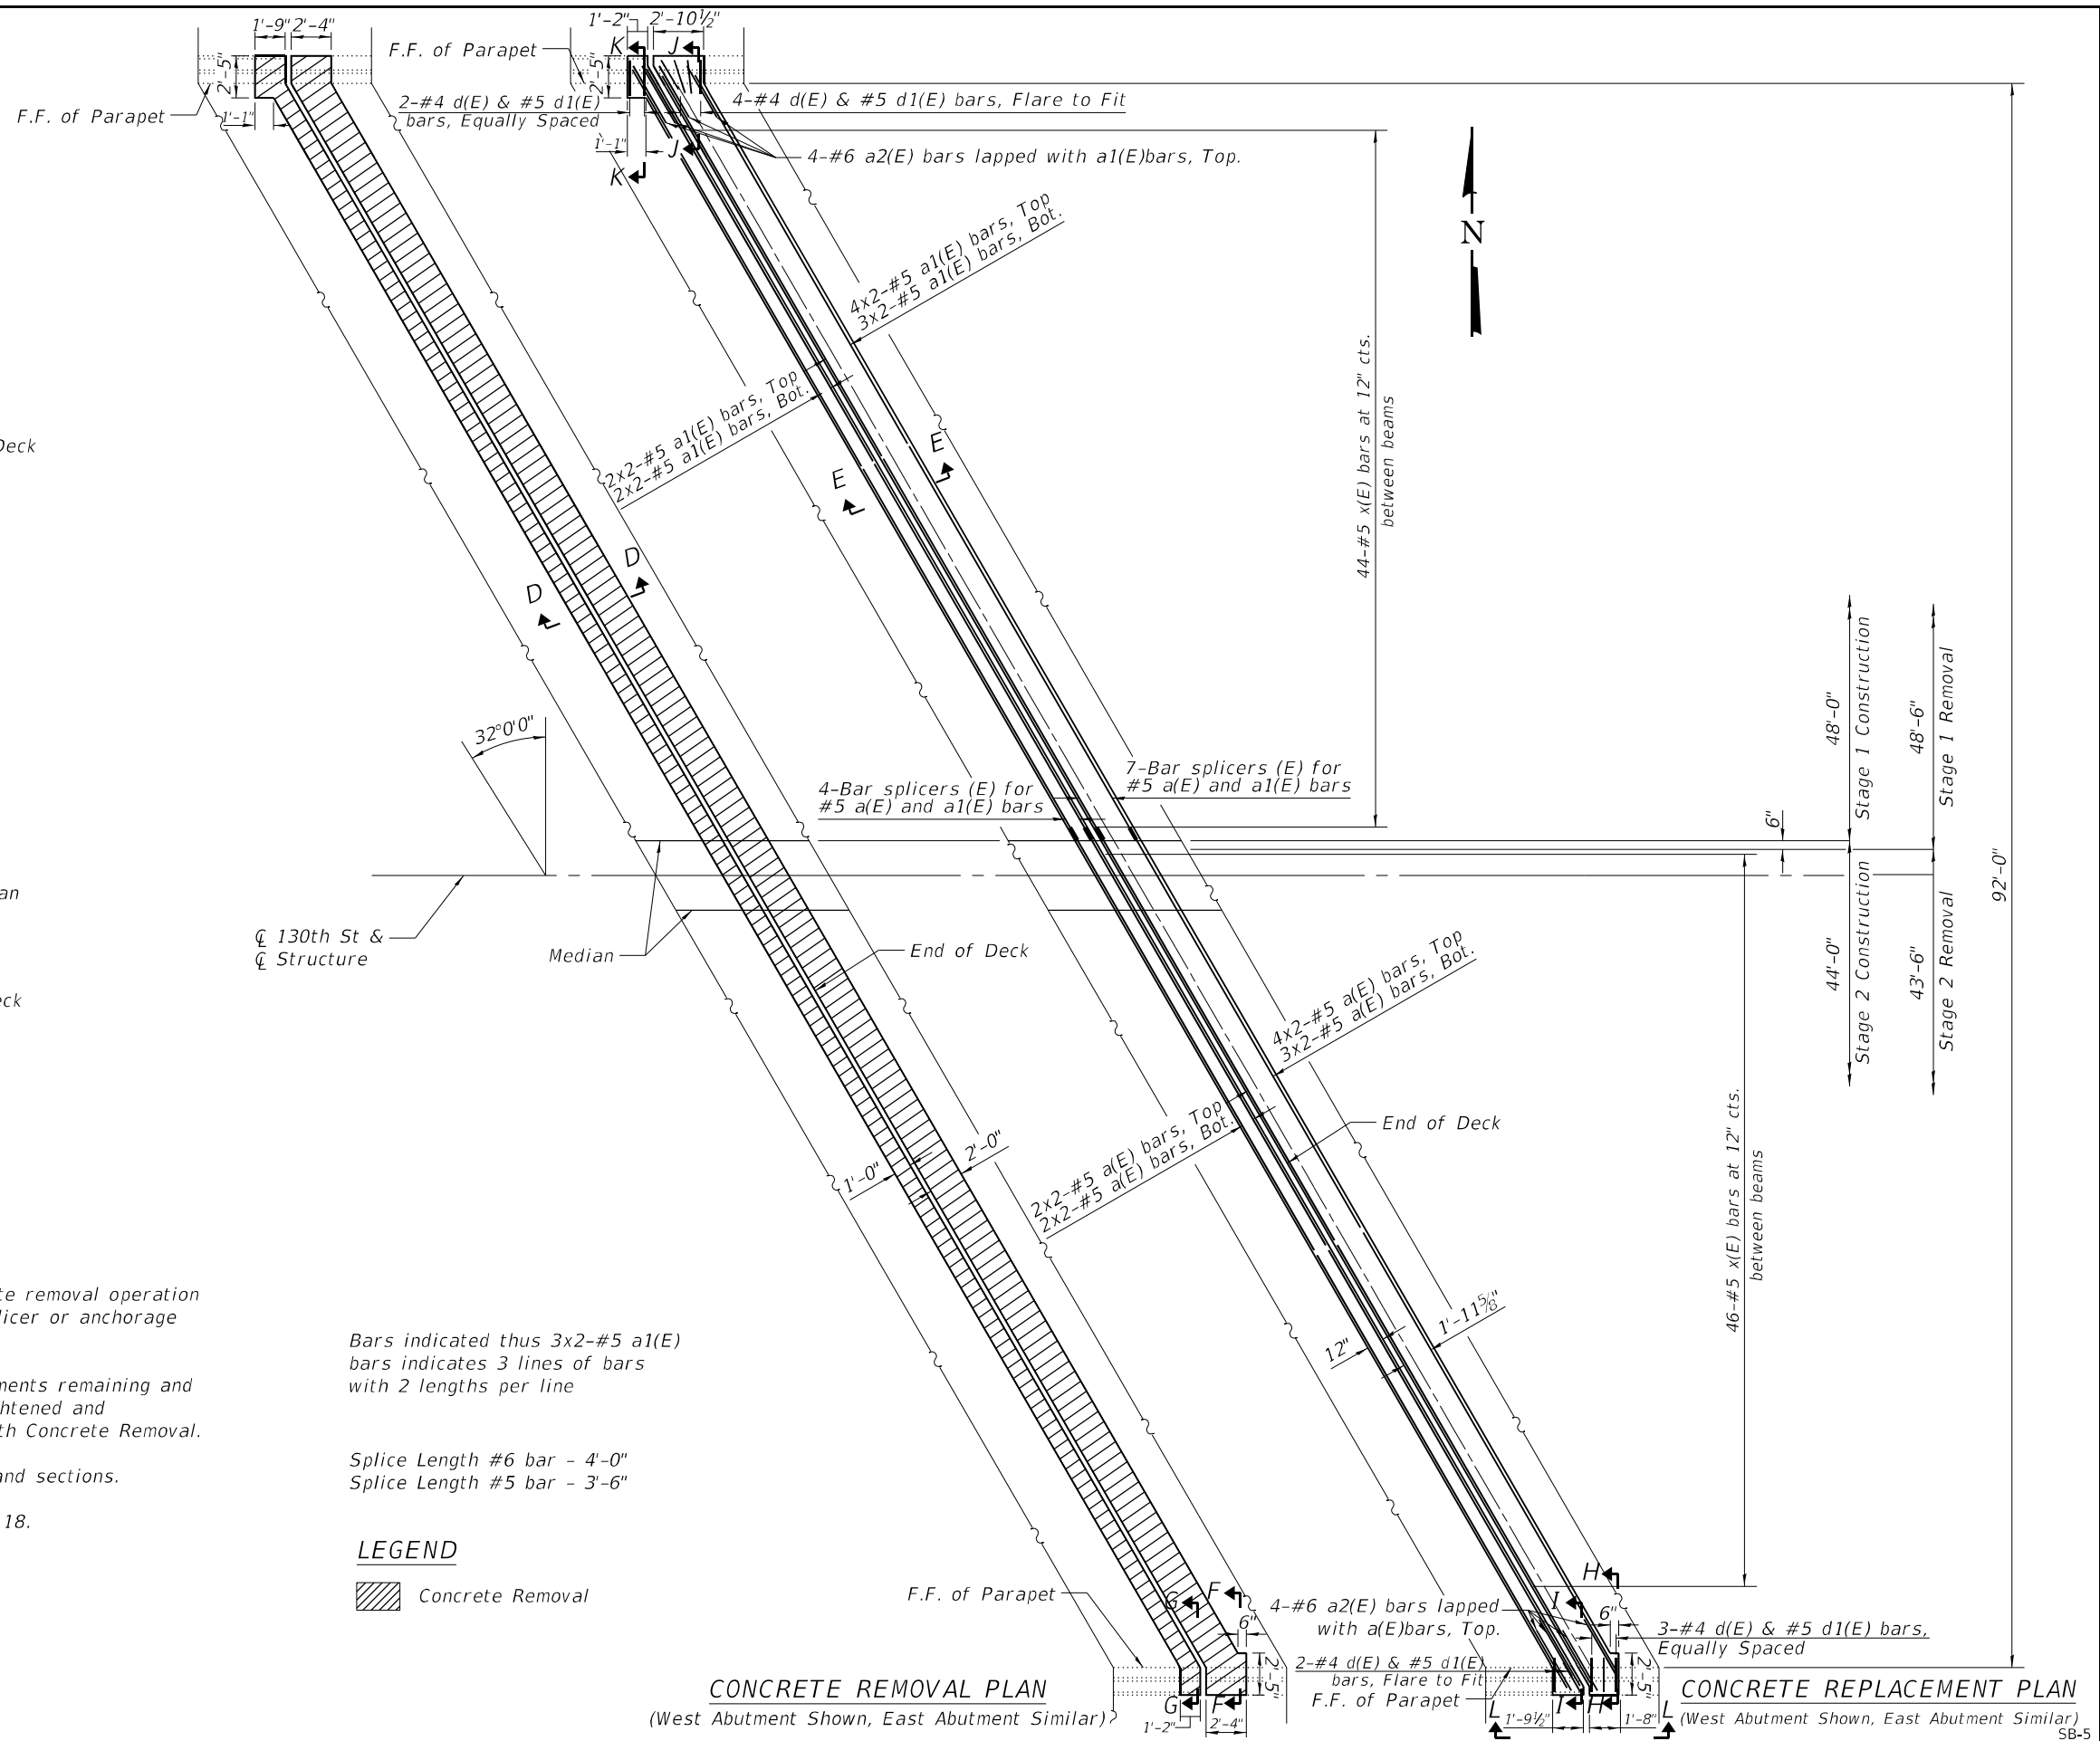 1'-9" 2'-4"
2'-5"
1'-1"
F.F. of Parapet
F.F. of Parapet
1'-2" 2'-10½"
K J
2'-5"
2-#4 d(E) & #5 d1(E)
bars, Equally Spaced
4-#4 d(E) & #5 d1(E) bars, Flare to Fit
1'-1"
J
K
4-#6 a2(E) bars lapped with a1(E)bars, Top.
N
4x2-#5 a1(E) bars, Top
3x2-#5 a1(E) bars, Bot.
2x2-#5 a1(E) bars, Top
2x2-#5 a1(E) bars, Bot.
44-#5 x(E) bars at 12" cts.
between beams
Deck
E
E
D
D
32°0'0"
4-Bar splicers (E) for
#5 a(E) and a1(E) bars
7-Bar splicers (E) for
#5 a(E) and a1(E) bars
6"
48'-0"
Stage 1 Construction
48'-6"
Stage 1 Removal
44'-0"
Stage 2 Construction
43'-6"
Stage 2 Removal
92'-0"
an
℄ 130th St &
℄ Structure
Median
End of Deck
eck
4x2-#5 a(E) bars, Top
3x2-#5 a(E) bars, Bot.
2x2-#5 a(E) bars, Top
2x2-#5 a(E) bars, Bot.
End of Deck
46-#5 x(E) bars at 12" cts.
between beams
1'-0"
2'-0"
12"
1'-11⅝"
te removal operation
licer or anchorage
ments remaining and
htened and
th Concrete Removal.
and sections.
18.
Bars indicated thus 3x2-#5 a1(E)
bars indicates 3 lines of bars
with 2 lengths per line
Splice Length #6 bar - 4'-0"
Splice Length #5 bar - 3'-6"
LEGEND
Concrete Removal
F.F. of Parapet
G F
6"
2'-5"
G F
1'-2" 2'-4"
CONCRETE REMOVAL PLAN
(West Abutment Shown, East Abutment Similar)
4-#6 a2(E) bars lapped
with a(E)bars, Top.
H
I
6"
3-#4 d(E) & #5 d1(E) bars,
Equally Spaced
2-#4 d(E) & #5 d1(E)
bars, Flare to Fit
F.F. of Parapet
2'-5"
L I H L
1'-9½" 1'-8"
CONCRETE REPLACEMENT PLAN
(West Abutment Shown, East Abutment Similar)
SB-5